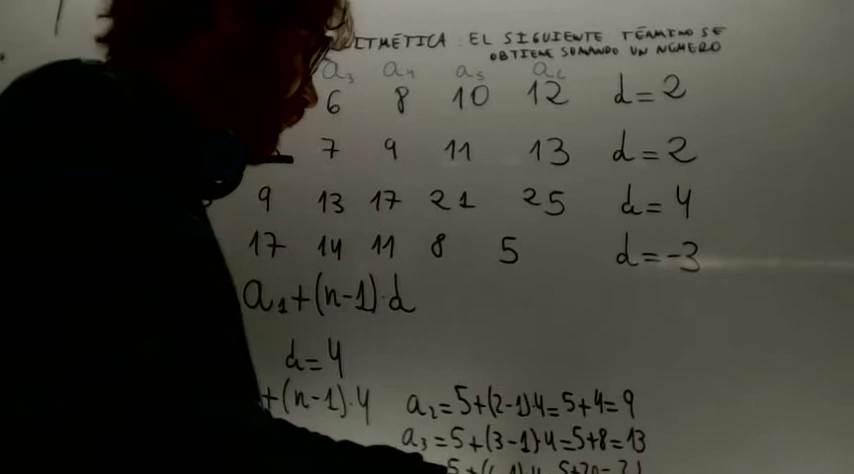 ITMÉTICA: EL SIGUIENTE TÉRMINO SE
OBTIENE SUMANDO UN NÚMERO
a₃ a₄ a₅ a₆
6 8 10 12 d=2
7 9 11 13 d=2
9 13 17 21 25 d=4
17 14 11 8 5 d=-3
a₁+(n-1)·d
d=4
+(n-1)·4 a₂=5+(2-1)4=5+4=9
a₃=5+(3-1)·4=5+8=13